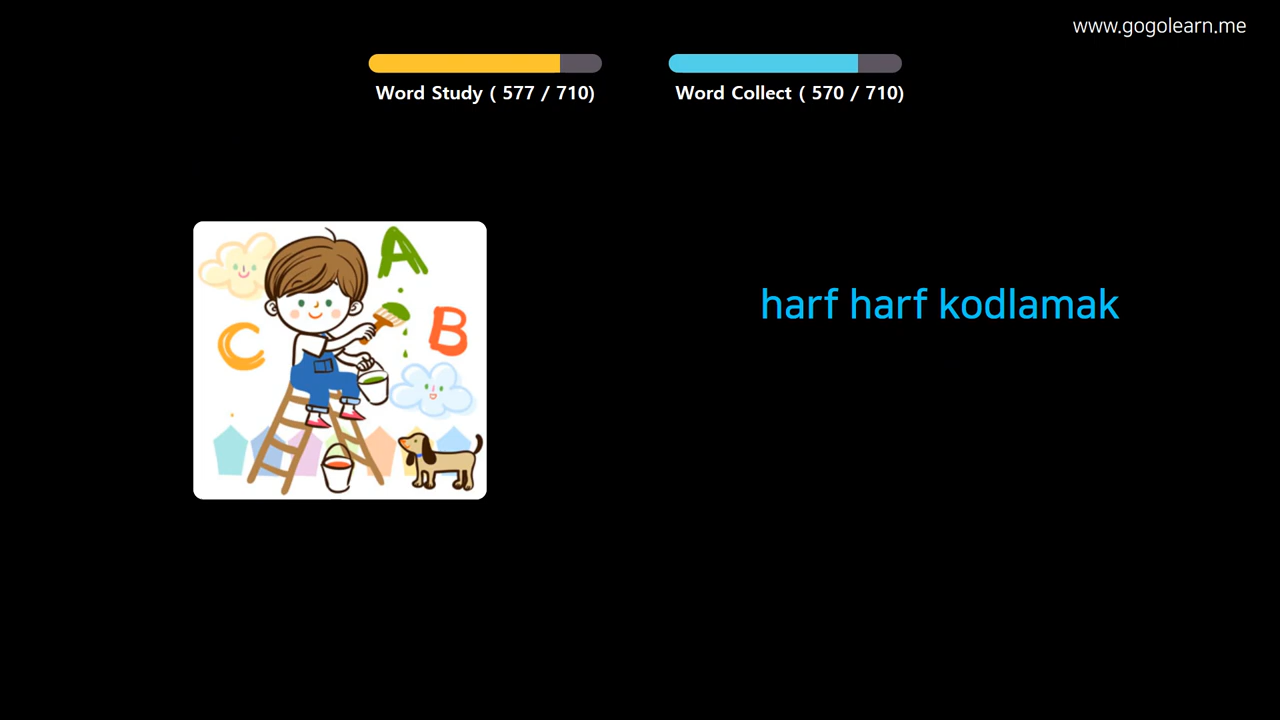 www.gogolearn.me
Word Study ( 577 / 710)
Word Collect ( 570 / 710)
A
B
C
harf harf kodlamak